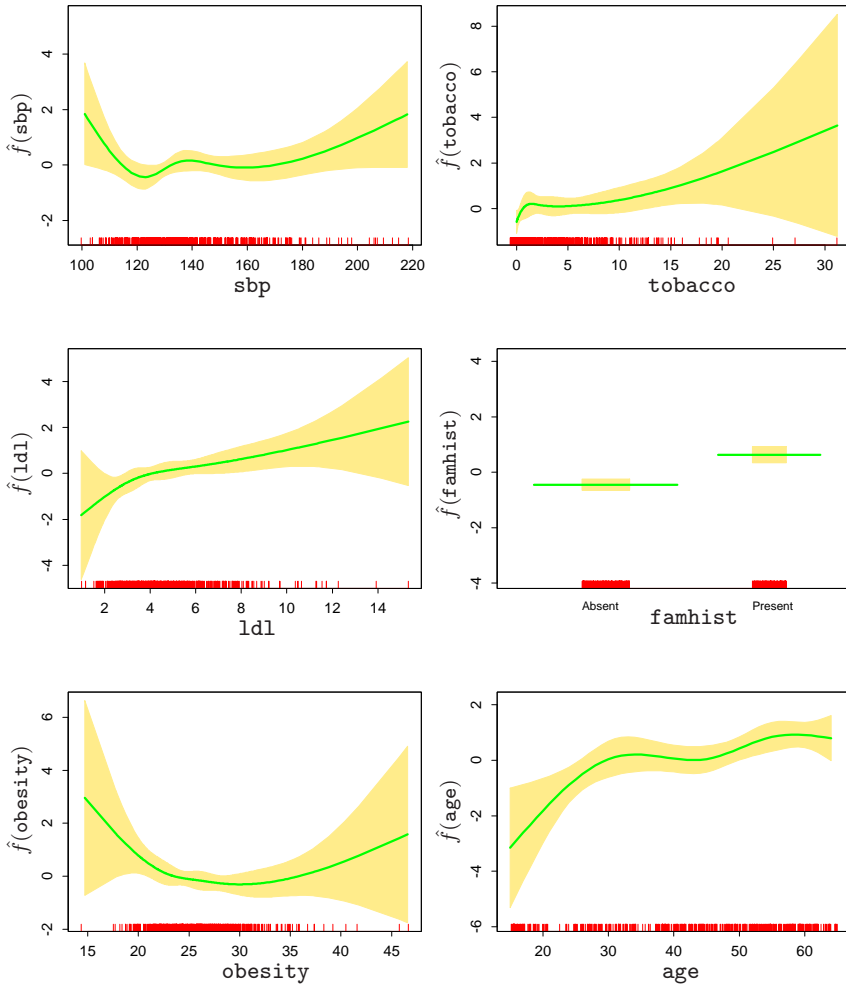 -2 0 2 4
f̂(sbp)
100 120 140 160 180 200 220
sbp
0 2 4 6 8
f̂(tobacco)
0 5 10 15 20 25 30
tobacco
-4 -2 0 2 4
f̂(ldl)
2 4 6 8 10 12 14
ldl
-4 -2 0 2 4
f̂(famhist)
Absent Present
famhist
-2 0 2 4 6
f̂(obesity)
15 20 25 30 35 40 45
obesity
-6 -4 -2 0 2
f̂(age)
20 30 40 50 60
age